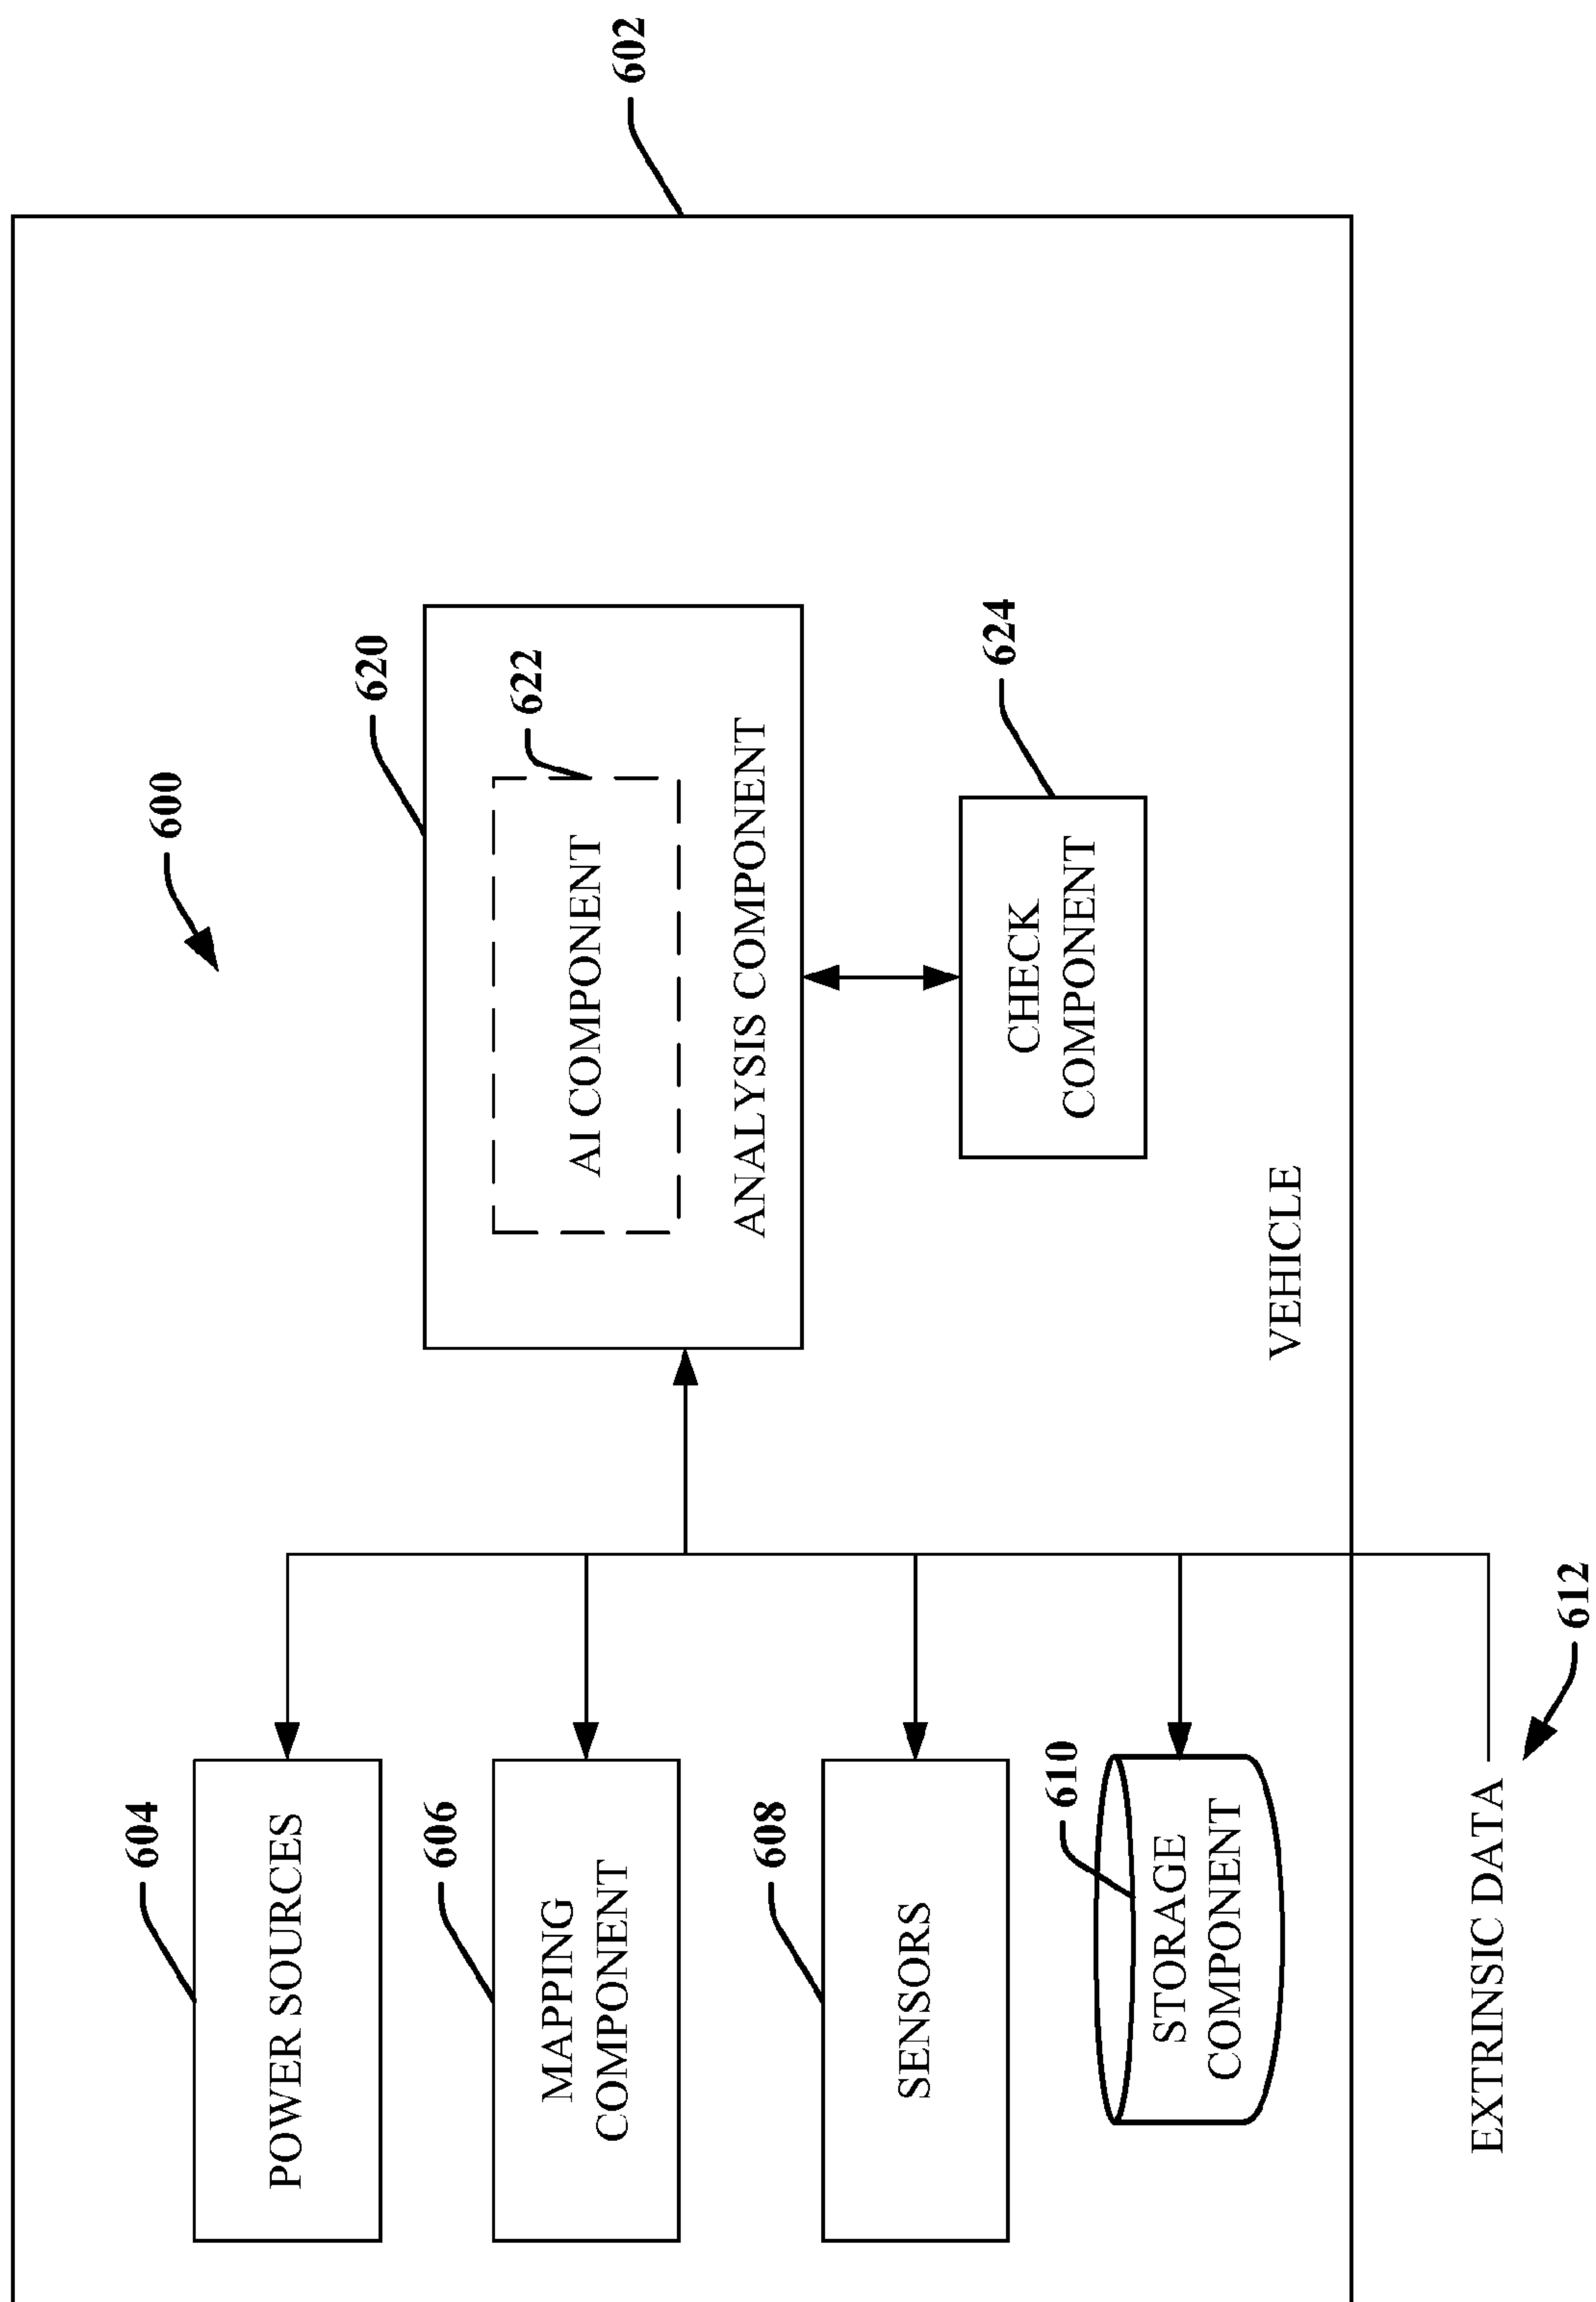 600
602
604
POWER SOURCES
606
MAPPING
COMPONENT
608
SENSORS
610
STORAGE
COMPONENT
EXTRINSIC DATA
612
620
622
AI COMPONENT
ANALYSIS COMPONENT
624
CHECK
COMPONENT
VEHICLE